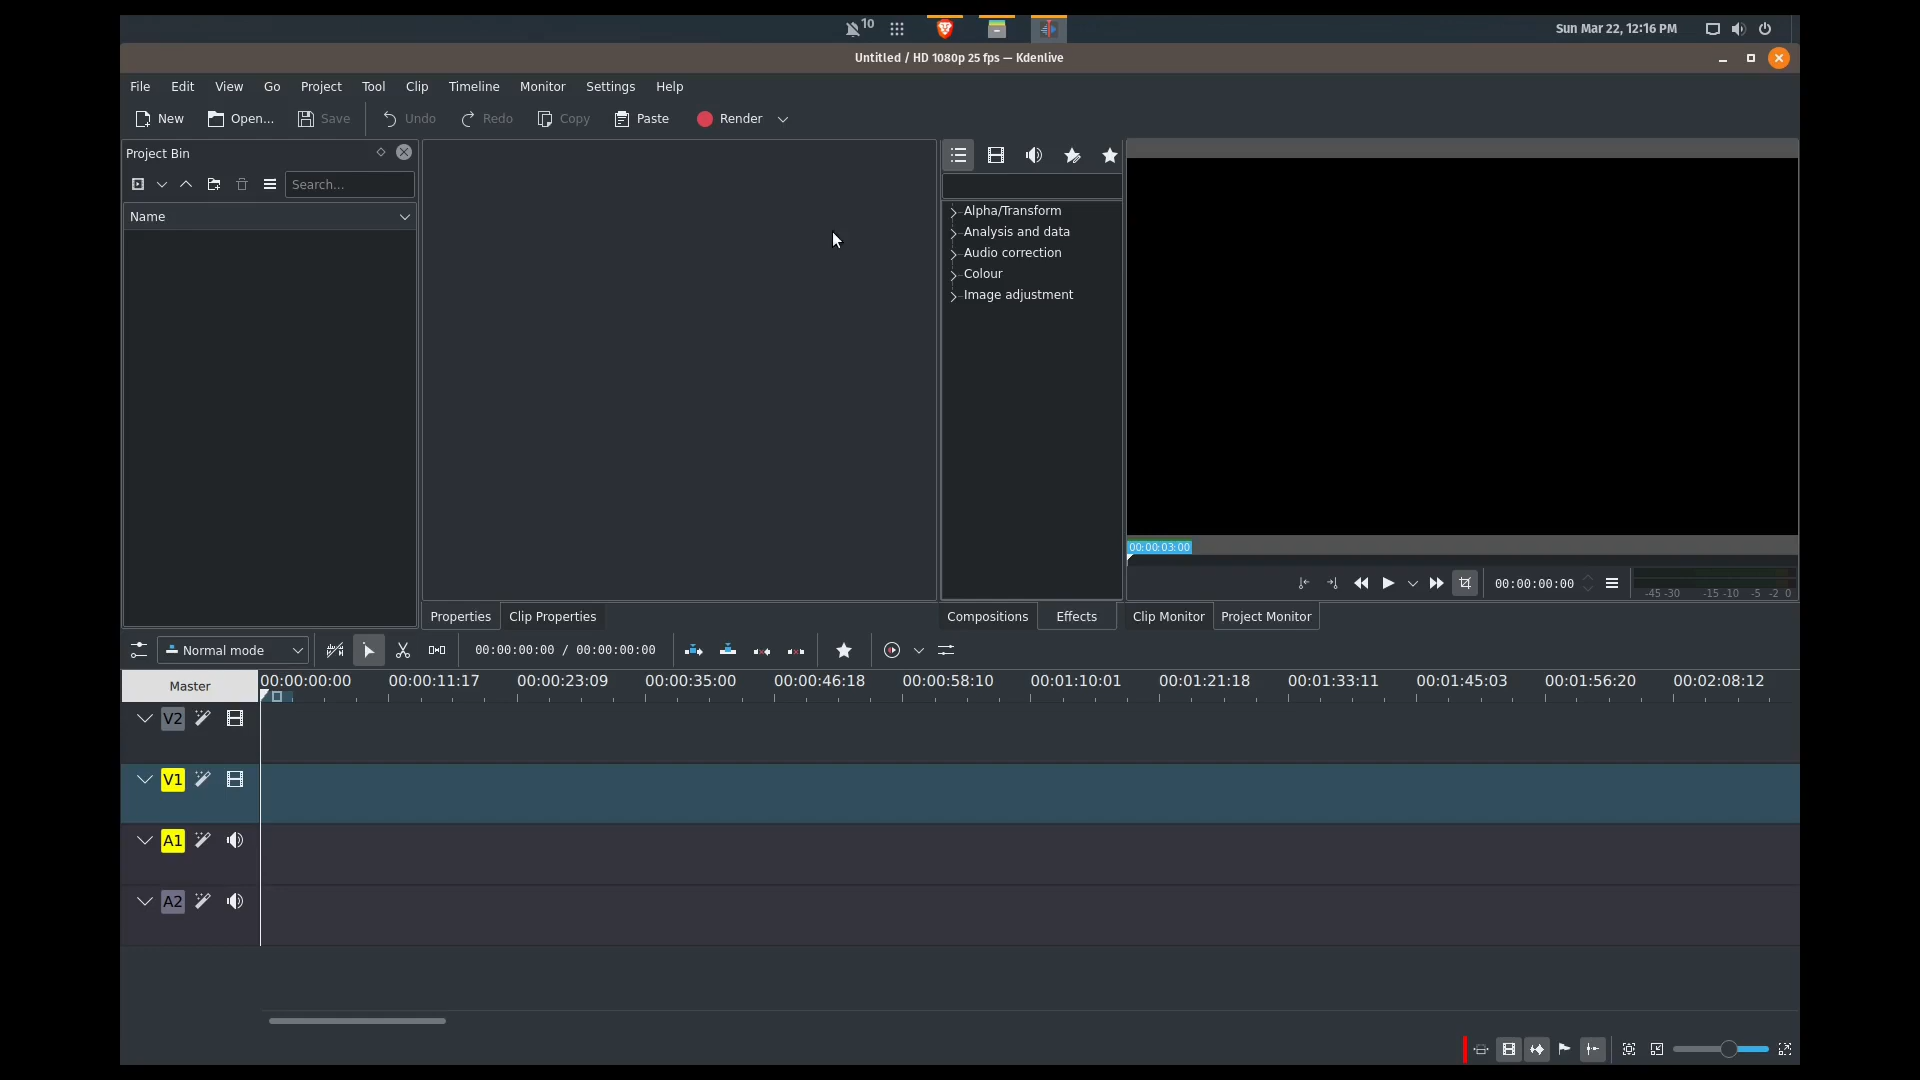 10
Sun Mar 22, 12:16 PM
Untitled / HD 1080p 25 fps — Kdenlive
File Edit View Go Project Tool Clip Timeline Monitor Settings Help
New Open... Save Undo Redo Copy Paste Render
Project Bin
Search...
Name
Alpha/Transform
Analysis and data
Audio correction
Colour
Image adjustment
00:00:03:00
00:00:00:00
-45 -30 -15 -10 -5 -2 0
Properties Clip Properties Compositions Effects Clip Monitor Project Monitor
Normal mode 00:00:00:00 / 00:00:00:00
Master 00:00:00:00 00:00:11:17 00:00:23:09 00:00:35:00 00:00:46:18 00:00:58:10 00:01:10:01 00:01:21:18 00:01:33:11 00:01:45:03 00:01:56:20 00:02:08:12
V2
V1
A1
A2